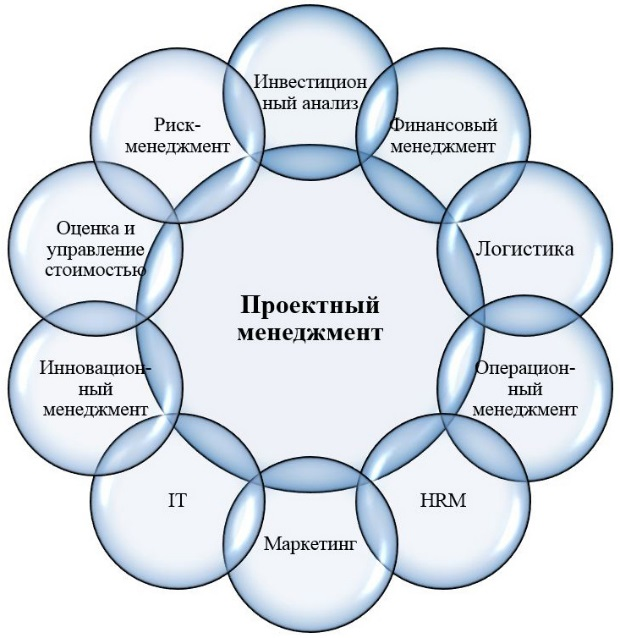 Инвестицион
ный анализ
Финансовый
менеджмент
Логистика
Операцион-
ный
менеджмент
HRM
Маркетинг
IT
Инновацион-
ный
менеджмент
Оценка и
управление
стоимостью
Риск-
менеджмент
Проектный
менеджмент